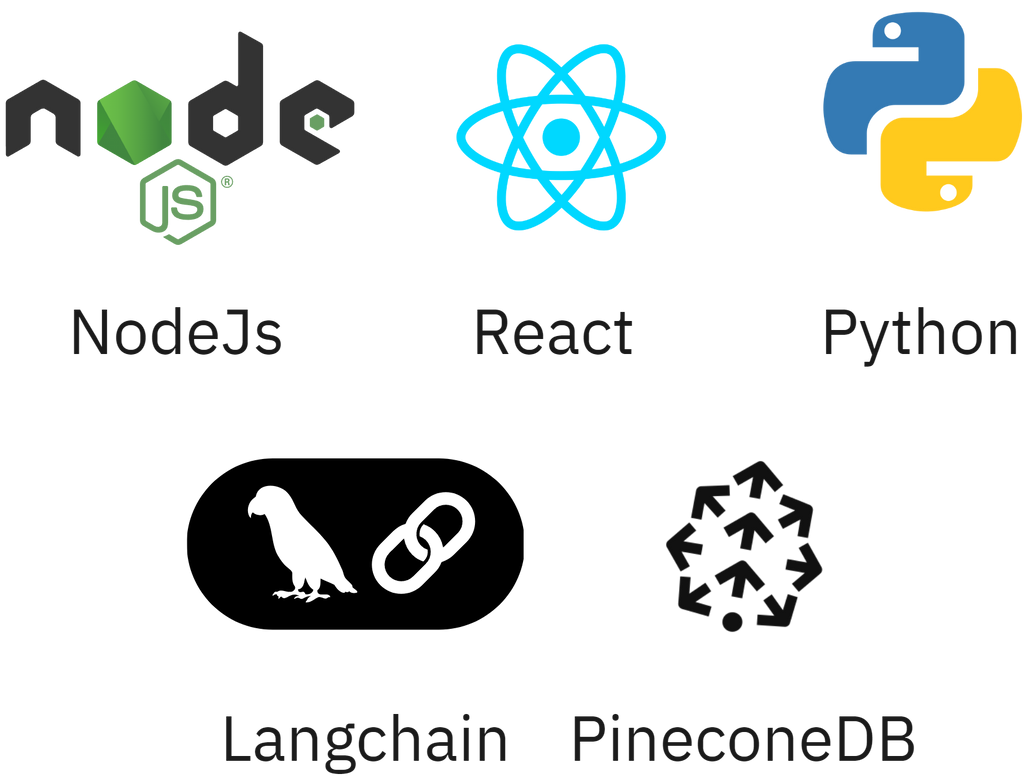 node
JS®
NodeJs
React
Python
Langchain
PineconeDB